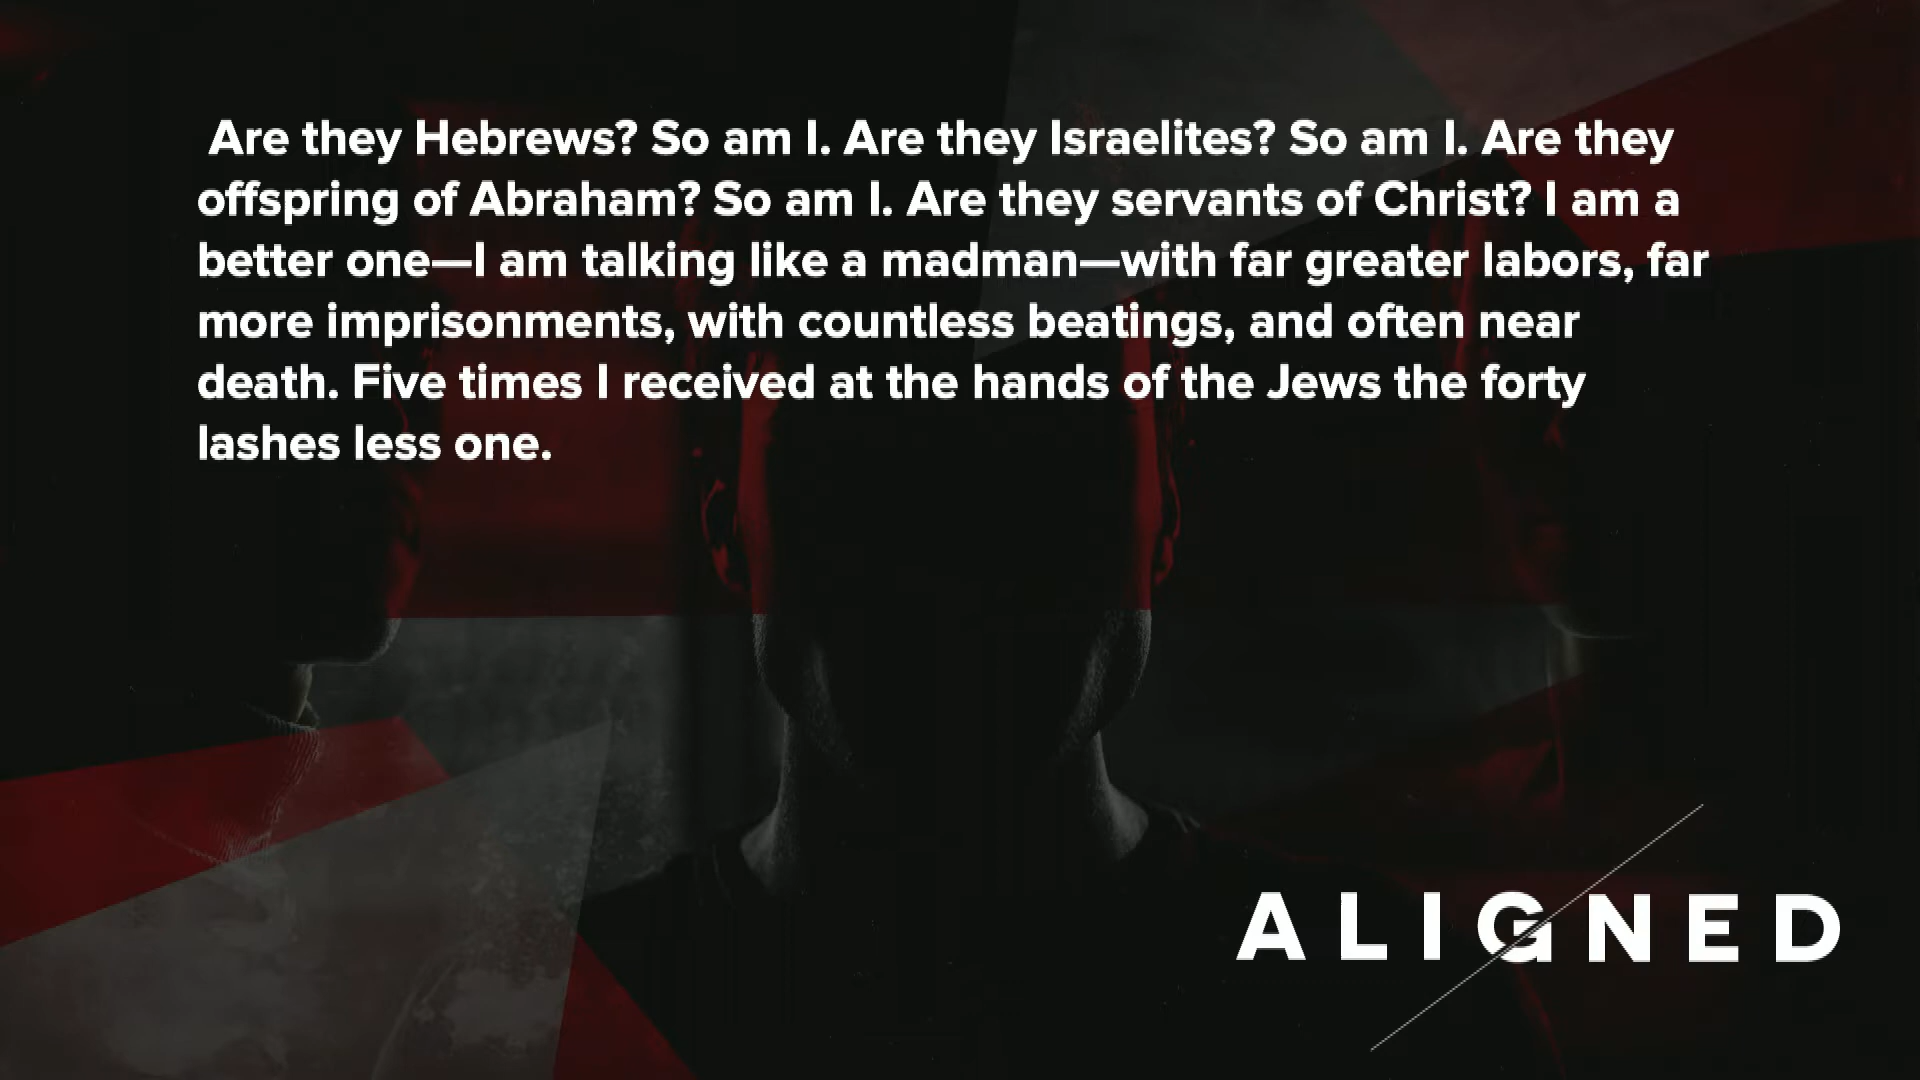 Are they Hebrews? So am I. Are they Israelites? So am I. Are they
offspring of Abraham? So am I. Are they servants of Christ? I am a
better one—I am talking like a madman—with far greater labors, far
more imprisonments, with countless beatings, and often near
death. Five times I received at the hands of the Jews the forty
lashes less one.
ALIGNED